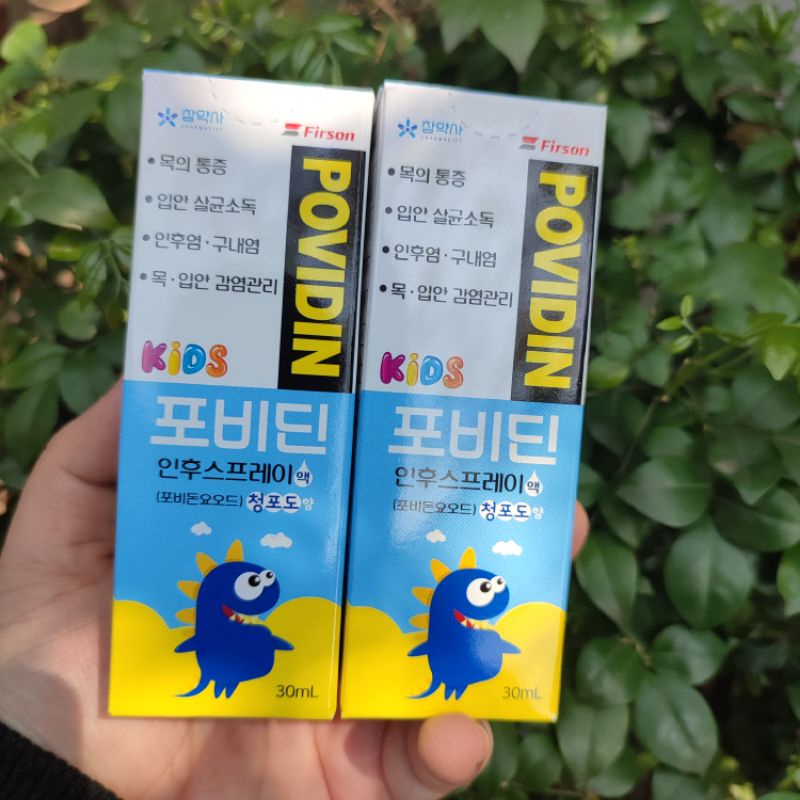 참약사
PHARMACIST
Firson
• 목의 통증
• 입안 살균소독
• 인후염·구내염
• 목·입안 감염관리
POVIDIN
KiDS
포비딘
인후스프레이액
(포비돈요오드) 청포도향
30mL
참약사
PHARMACIST
Firson
• 목의 통증
• 입안 살균소독
• 인후염·구내염
• 목·입안 감염관리
POVIDIN
KiDS
포비딘
인후스프레이액
(포비돈요오드) 청포도향
30mL